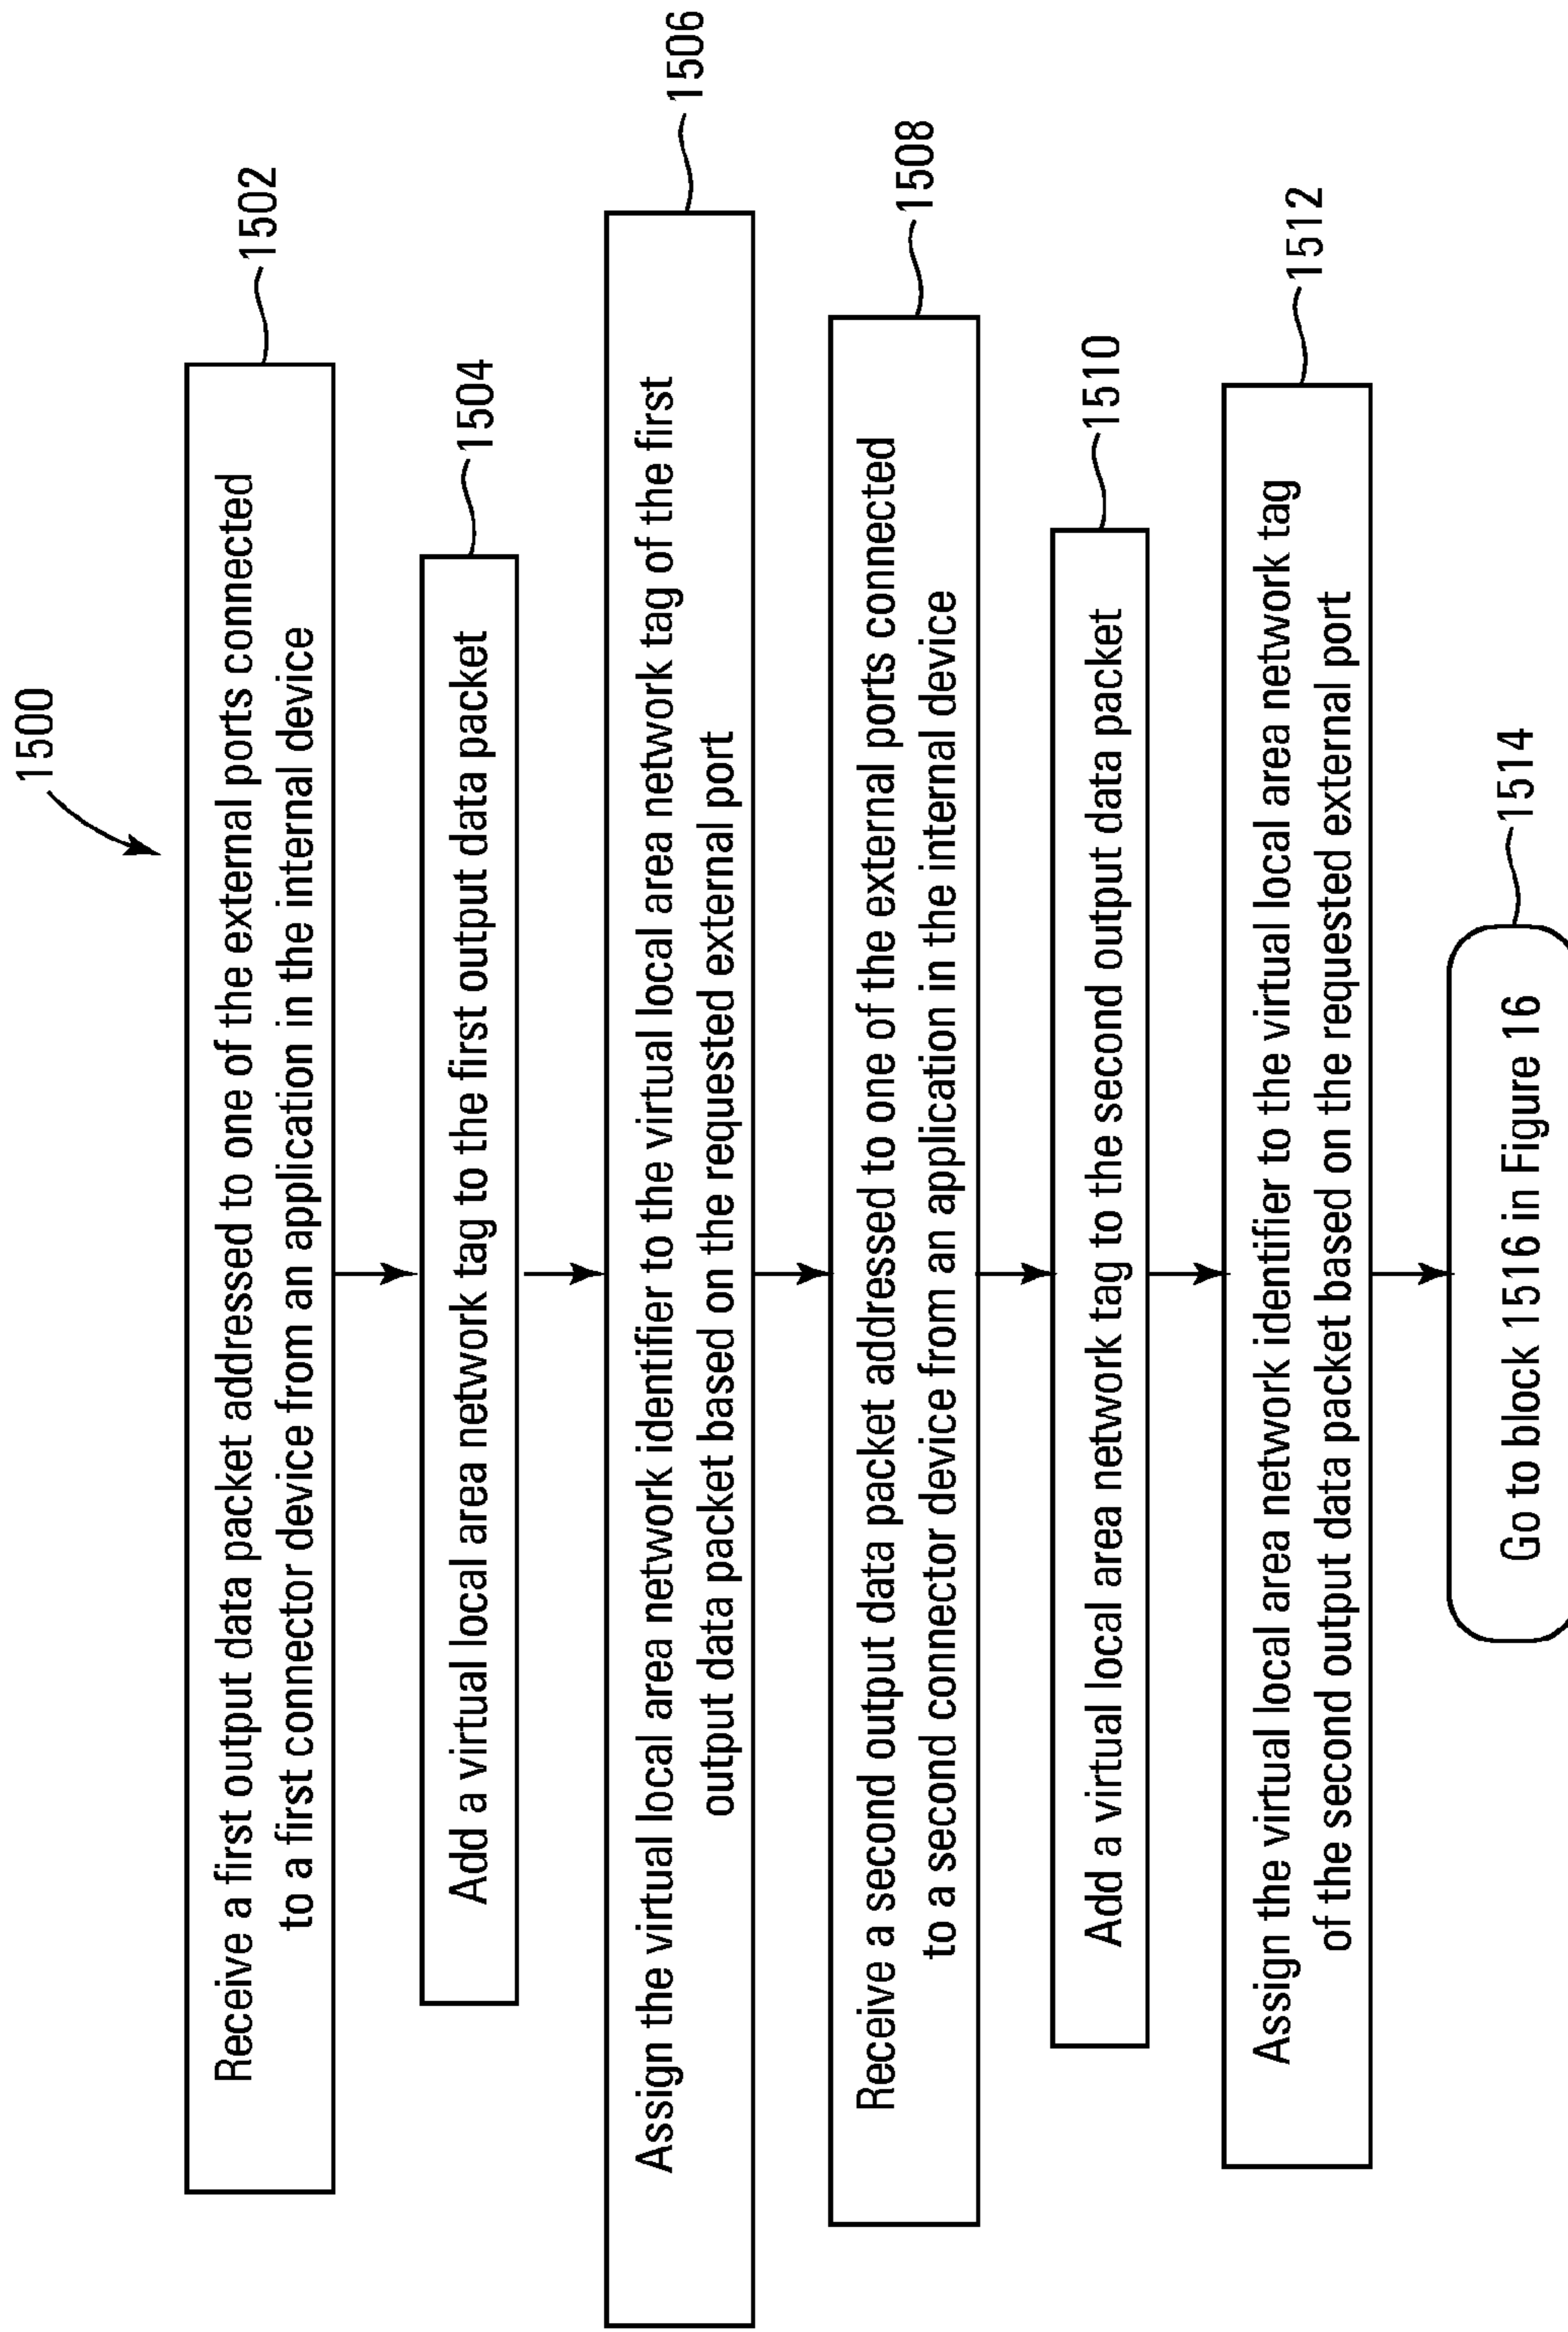 1500
Receive a first output data packet addressed to one of the external ports connected
to a first connector device from an application in the internal device
1502
Add a virtual local area network tag to the first output data packet
1504
Assign the virtual local area network identifier to the virtual local area network tag of the first
output data packet based on the requested external port
1506
Receive a second output data packet addressed to one of the external ports connected
to a second connector device from an application in the internal device
1508
Add a virtual local area network tag to the second output data packet
1510
Assign the virtual local area network identifier to the virtual local area network tag
of the second output data packet based on the requested external port
1512
Go to block 1516 in Figure 16
1514